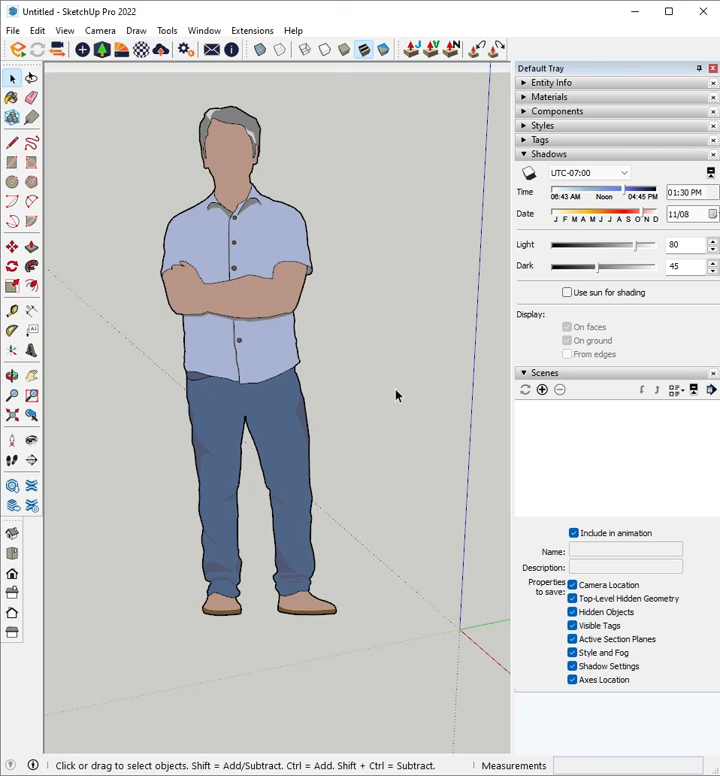 Untitled - SketchUp Pro 2022
File Edit View Camera Draw Tools Window Extensions Help
J V N
Default Tray
Entity Info
Materials
Components
Styles
Tags
Shadows
UTC-07:00
Time 01:30 PM
06:43 AM Noon 04:45 PM
Date 11/08
J F M A M J J A S O N D
Light 80
Dark 45
Use sun for shading
Display:
On faces
On ground
From edges
Scenes
Include in animation
Name:
Description:
Properties to save:
Camera Location
Top-Level Hidden Geometry
Hidden Objects
Visible Tags
Active Section Planes
Style and Fog
Shadow Settings
Axes Location
Click or drag to select objects. Shift = Add/Subtract. Ctrl = Add. Shift + Ctrl = Subtract. Measurements